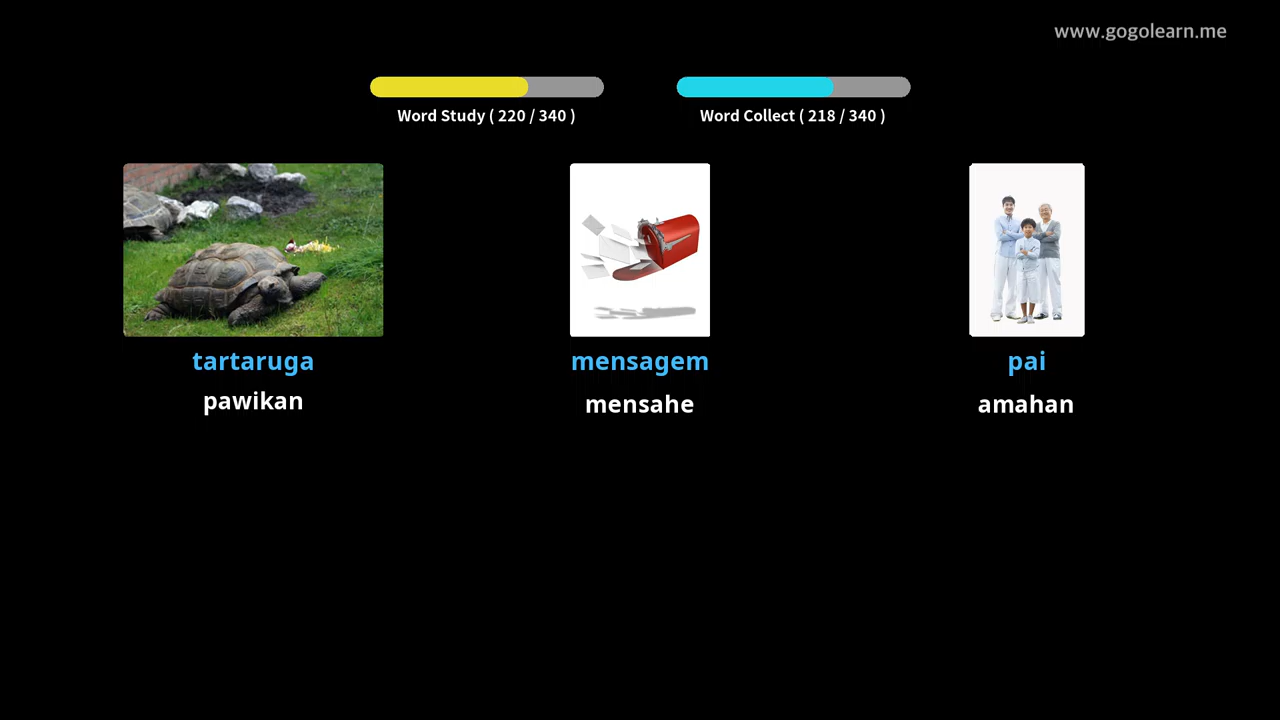 www.gogolearn.me
Word Study ( 220 / 340 )
Word Collect ( 218 / 340 )
tartaruga
pawikan
mensagem
mensahe
pai
amahan